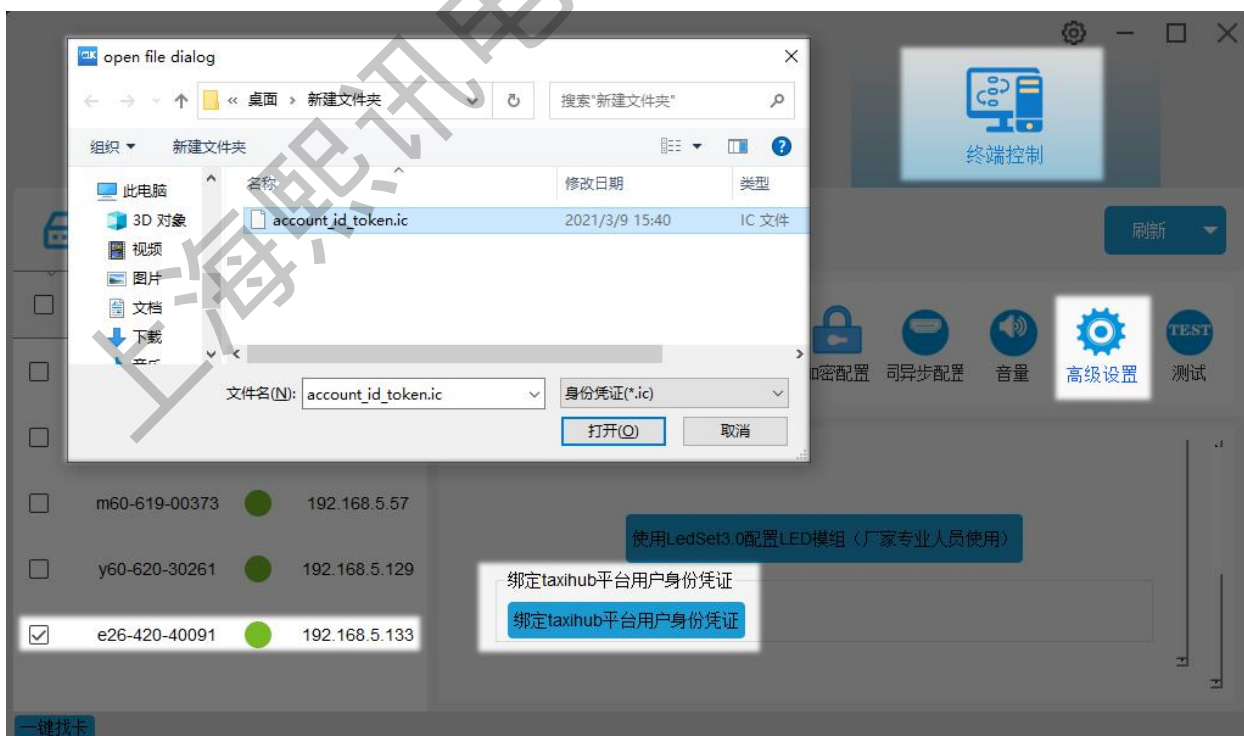 open file dialog
« 桌面 › 新建文件夹
搜索"新建文件夹"
组织
新建文件夹
此电脑
3D 对象
视频
图片
文档
下载
音乐
名称
修改日期
类型
account_id_token.ic
2021/3/9 15:40
IC 文件
文件名(N):
account_id_token.ic
身份凭证(*.ic)
打开(O)
取消
终端控制
刷新
加密配置
同异步配置
音量
高级设置
TEST
测试
m60-619-00373
192.168.5.57
y60-620-30261
192.168.5.129
e26-420-40091
192.168.5.133
使用LedSet3.0配置LED模组（厂家专业人员使用）
绑定taxihub平台用户身份凭证
绑定taxihub平台用户身份凭证
一键找卡
上海熙讯电